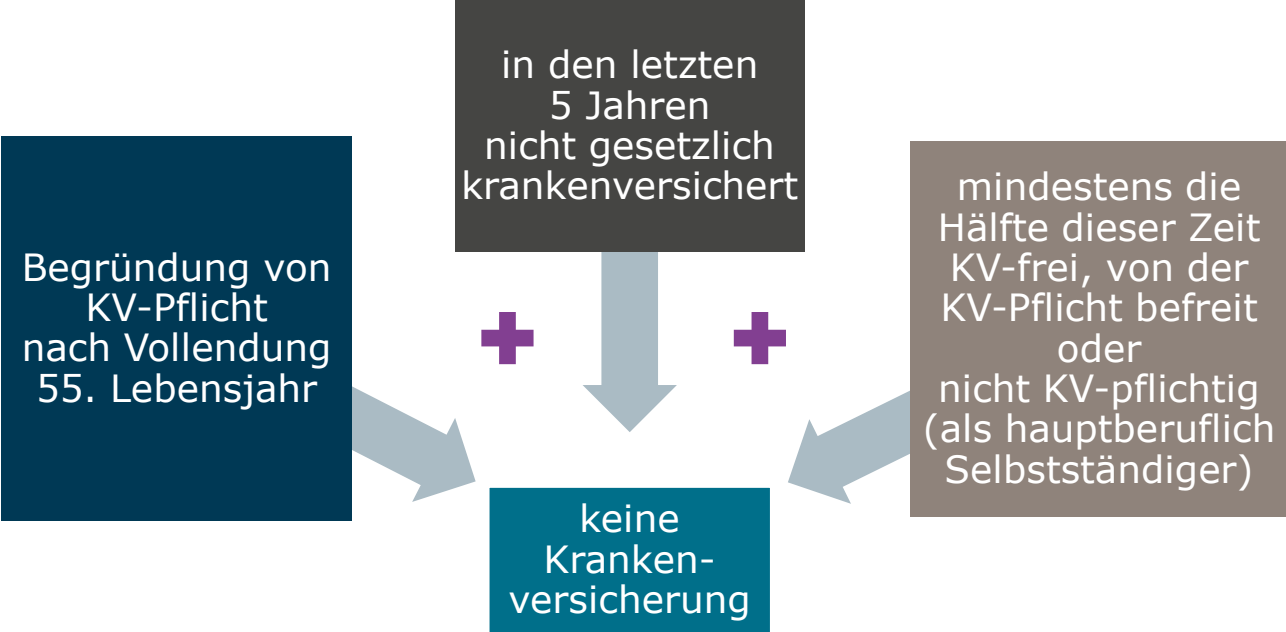 Begründung von
KV-Pflicht
nach Vollendung
55. Lebensjahr
in den letzten
5 Jahren
nicht gesetzlich
krankenversichert
mindestens die
Hälfte dieser Zeit
KV-frei, von der
KV-Pflicht befreit
oder
nicht KV-pflichtig
(als hauptberuflich
Selbstständiger)
keine
Kranken-
versicherung